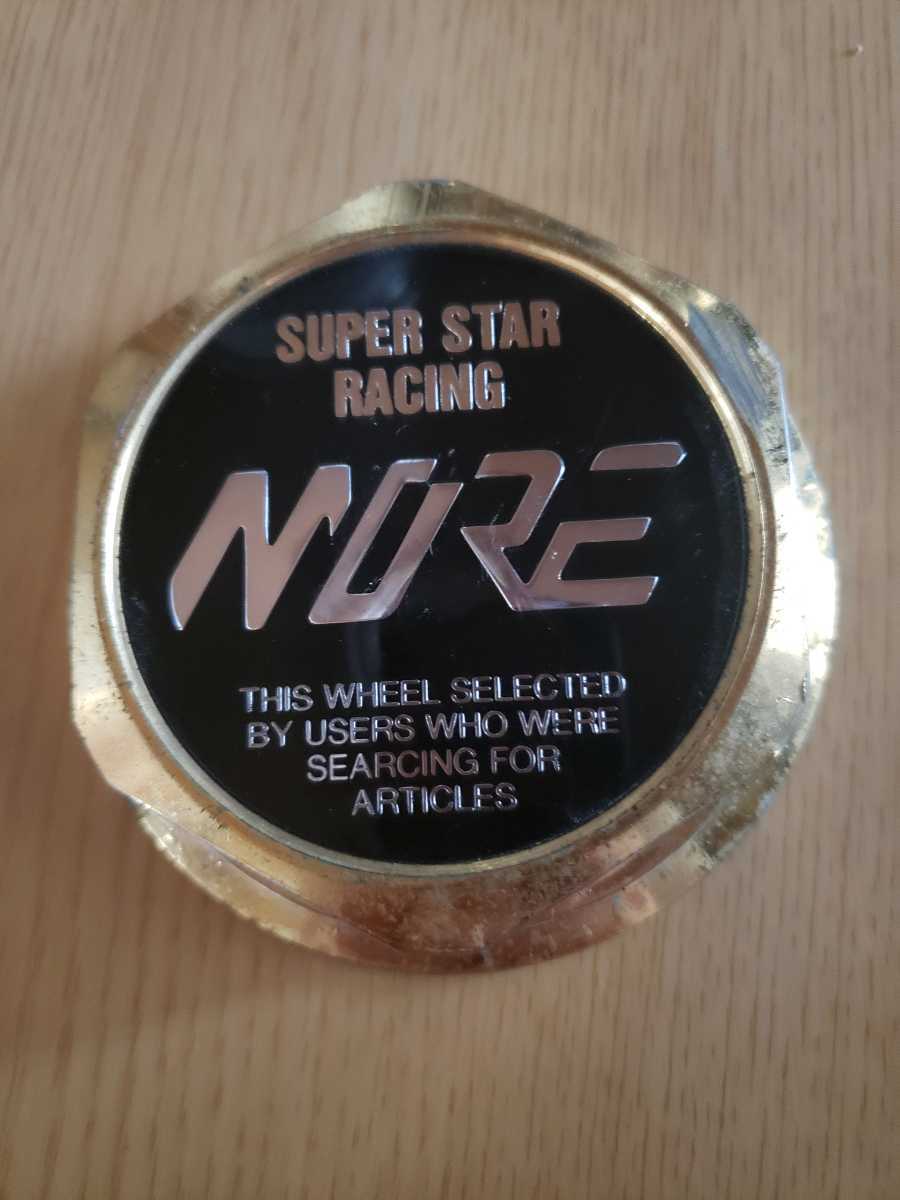 SUPER STAR
RACING
MORE
THIS WHEEL SELECTED
BY USERS WHO WERE
SEARCING FOR
ARTICLES